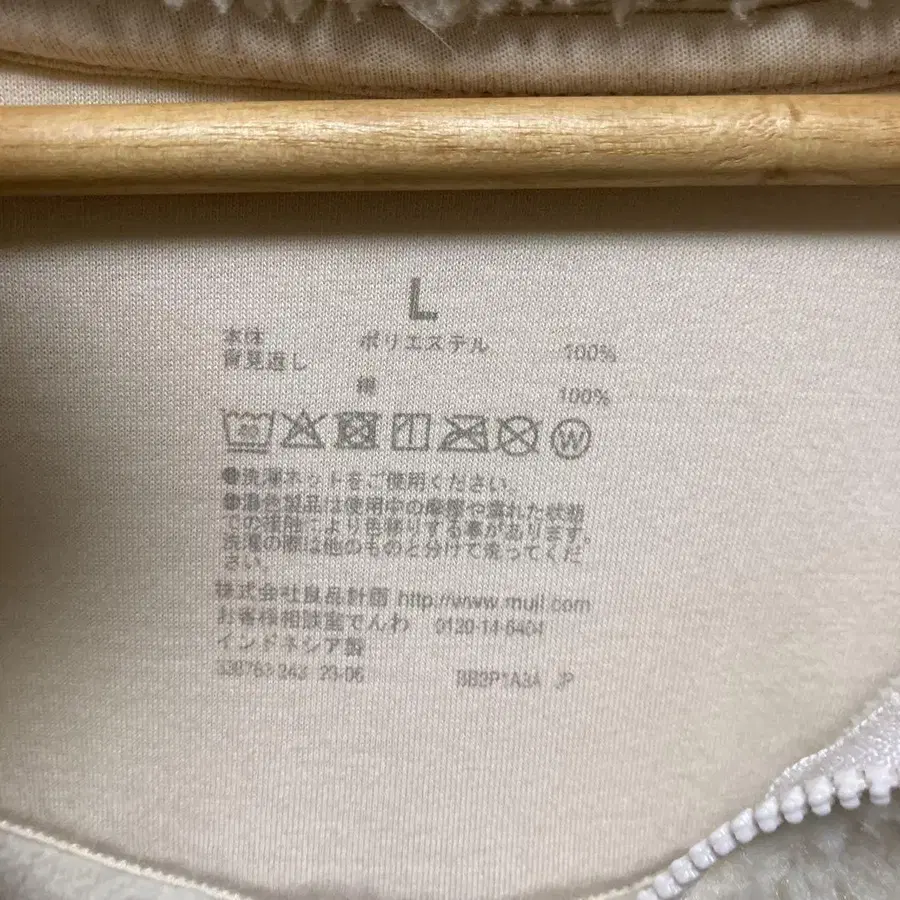 L
本体 ポリエステル 100%
背見返し
綿 100%
40
W
●洗濯ネットをご使用ください。
●濃色製品は使用中の摩擦や濡れた状態
での接触により色移りする事があります。
洗濯の際は他のものと分けて洗ってくだ
さい。
株式会社良品計画 http://www.muji.com
お客様相談室でんわ 0120-14-6404
インドネシア製
23-06 JP